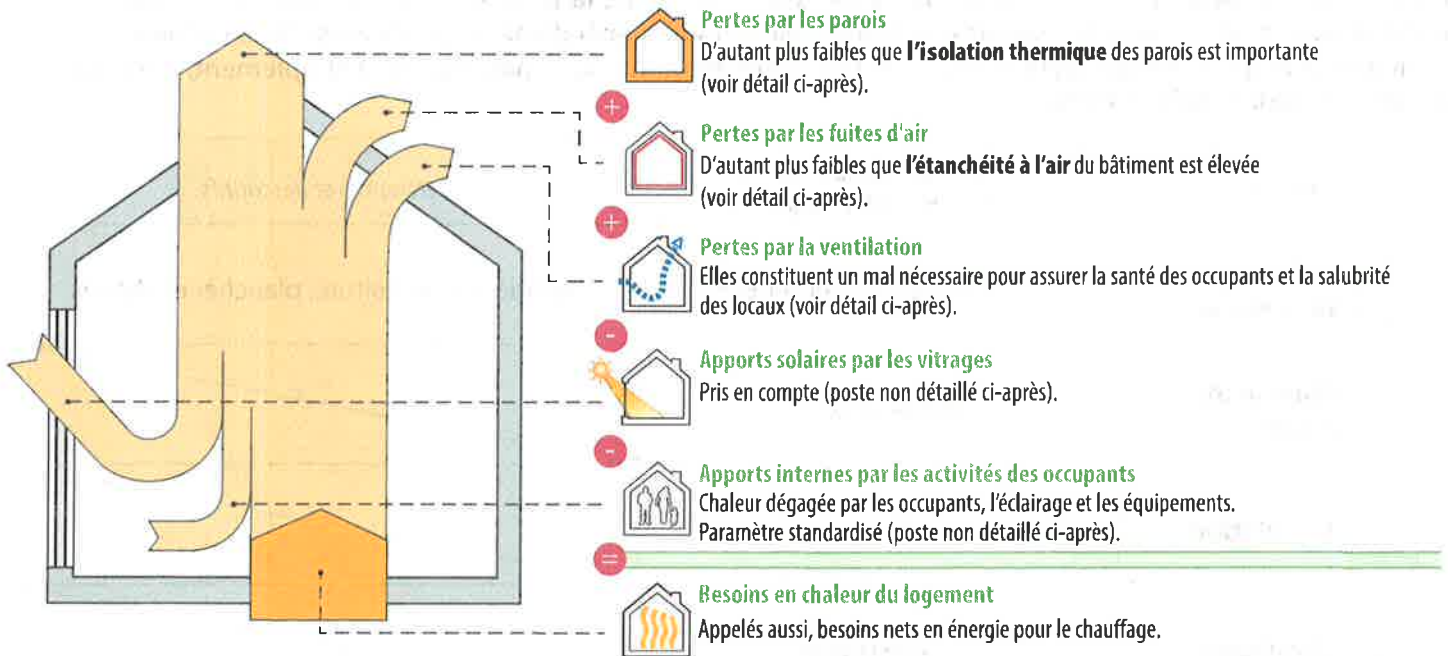 Pertes par les parois
D'autant plus faibles que l'isolation thermique des parois est importante
(voir détail ci-après).
+
Pertes par les fuites d'air
D'autant plus faibles que l'étanchéité à l'air du bâtiment est élevée
(voir détail ci-après).
+
Pertes par la ventilation
Elles constituent un mal nécessaire pour assurer la santé des occupants et la salubrité
des locaux (voir détail ci-après).
-
Apports solaires par les vitrages
Pris en compte (poste non détaillé ci-après).
-
Apports internes par les activités des occupants
Chaleur dégagée par les occupants, l'éclairage et les équipements.
Paramètre standardisé (poste non détaillé ci-après).
=
Besoins en chaleur du logement
Appelés aussi, besoins nets en énergie pour le chauffage.